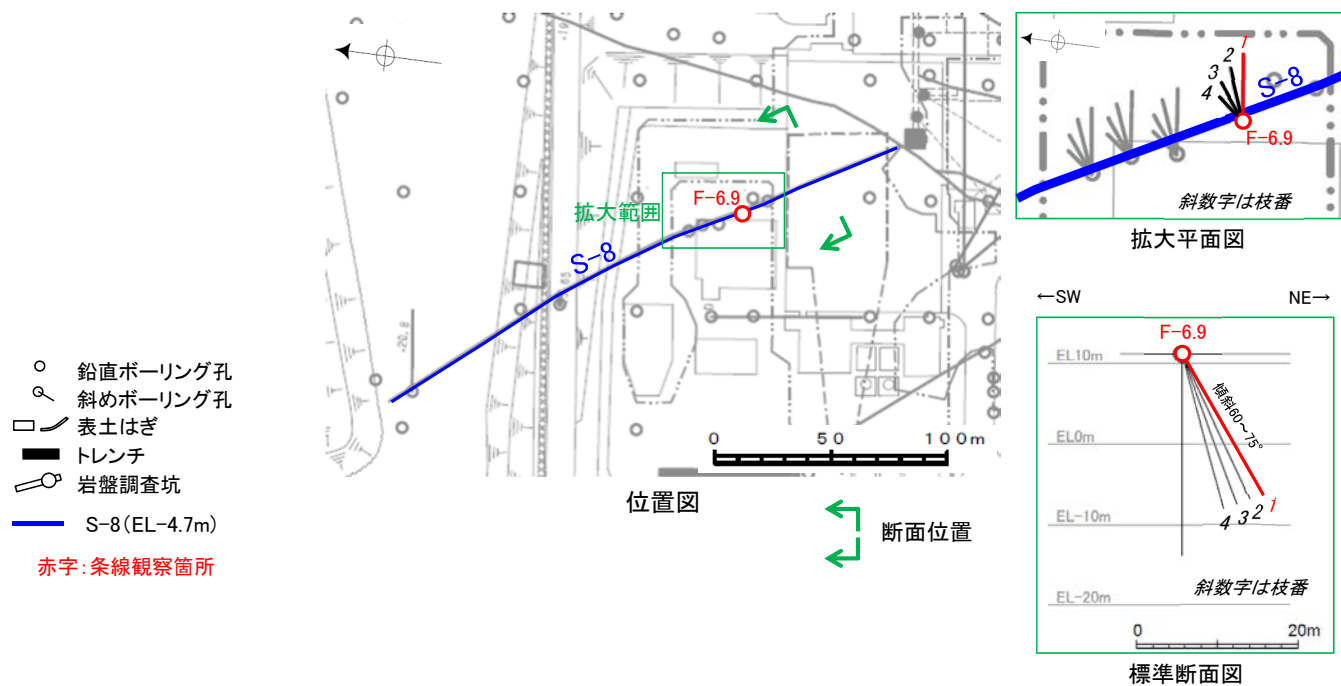 鉛直ボーリング孔
斜めボーリング孔
表土はぎ
トレンチ
岩盤調査坑
S-8(EL-4.7m)
赤字:条線観察箇所
F-6.9
拡大範囲
S-8
-20.8
0 50 100m
位置図
断面位置
1
2
3
4
S-8
F-6.9
斜数字は枝番
拡大平面図
←SW NE→
F-6.9
EL10m
傾斜60~75°
EL0m
EL-10m
4 3 2 1
斜数字は枝番
EL-20m
0 20m
標準断面図